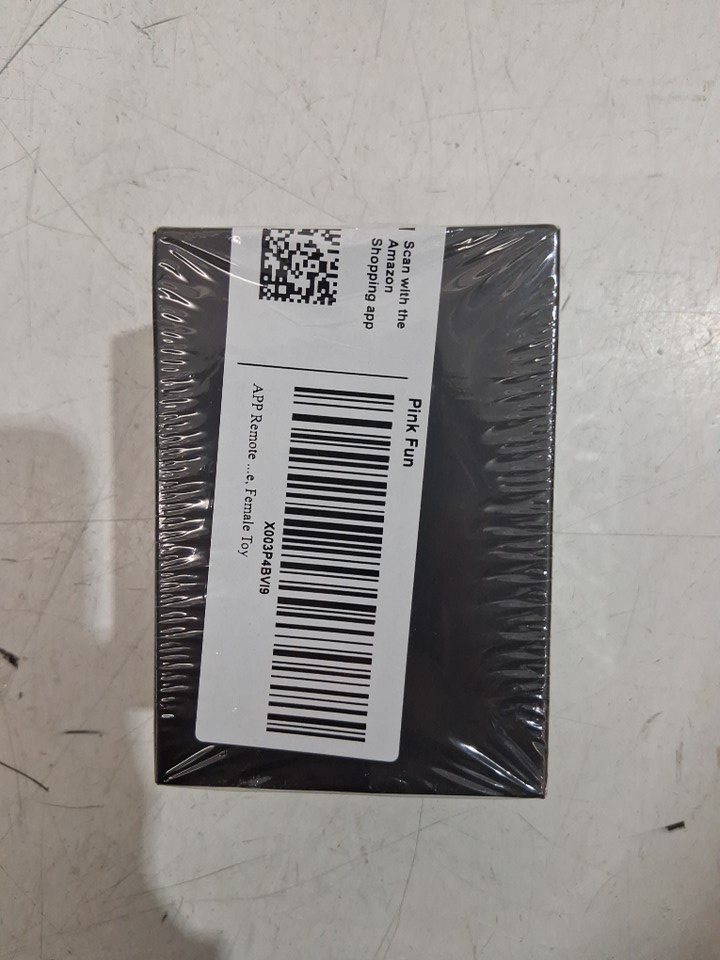 Scan with the
Amazon
Shopping app
Pink Fun
X003P4BVI9
APP Remote ...e, Female Toy